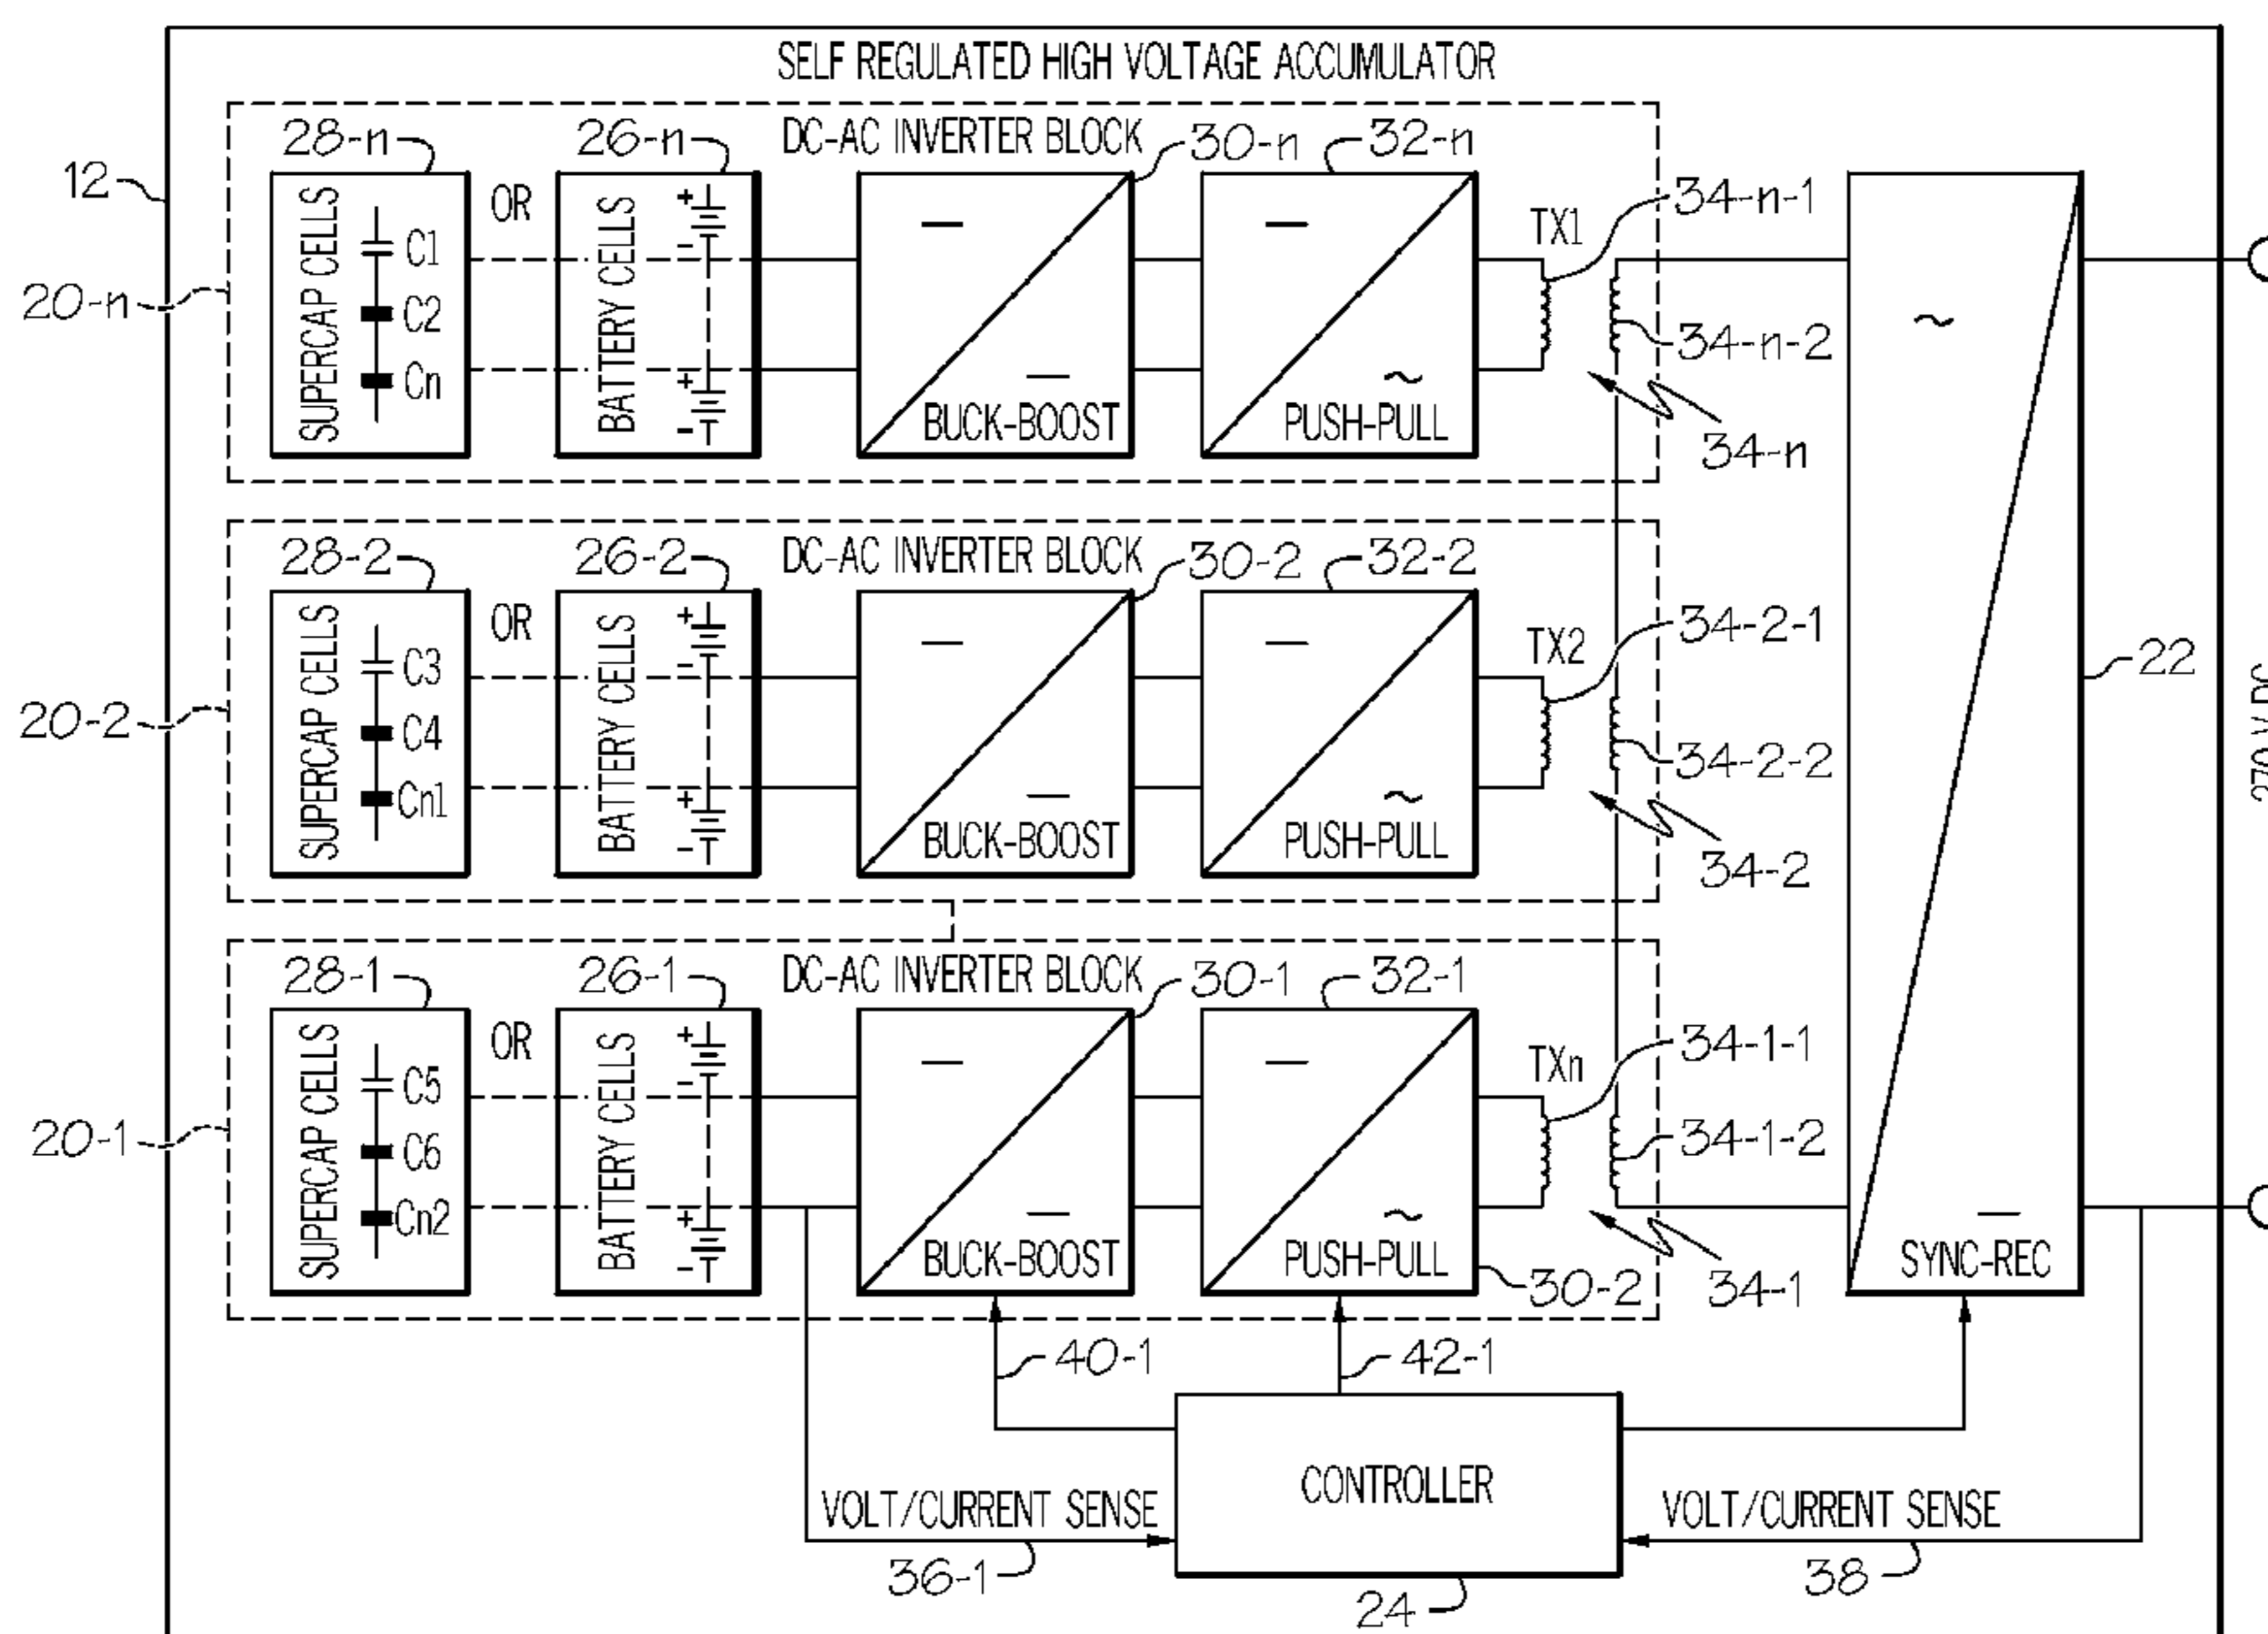 SELF REGULATED HIGH VOLTAGE ACCUMULATOR
12
20-n
DC-AC INVERTER BLOCK
28-n
26-n
30-n
32-n
34-n-1
SUPERCAP CELLS
C1
C2
Cn
OR
BATTERY CELLS
+
-
+
-
BUCK-BOOST
PUSH-PULL
~
TX1
34-n-2
34-n
20-2
DC-AC INVERTER BLOCK
28-2
26-2
30-2
32-2
34-2-1
SUPERCAP CELLS
C3
C4
Cn1
OR
BATTERY CELLS
+
-
+
-
BUCK-BOOST
PUSH-PULL
~
TX2
34-2-2
34-2
20-1
DC-AC INVERTER BLOCK
28-1
26-1
30-1
32-1
34-1-1
SUPERCAP CELLS
C5
C6
Cn2
OR
BATTERY CELLS
+
-
+
-
BUCK-BOOST
PUSH-PULL
~
30-2
TXn
34-1-2
34-1
~
SYNC-REC
22
40-1
42-1
CONTROLLER
24
VOLT/CURRENT SENSE
36-1
VOLT/CURRENT SENSE
38